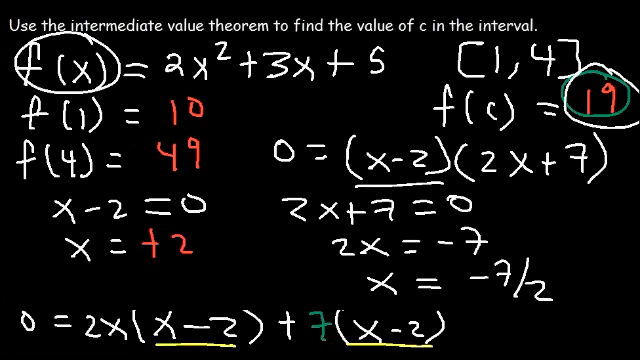 Use the intermediate value theorem to find the value of c in the interval.
f(x) = 2x² + 3x + 5 [1, 4]
f(1) = 10 f(c) = 19
f(4) = 49 0 = (x-2)(2x+7)
x - 2 = 0 2x+7 = 0
x = +2 2x = -7
x = -7/2
0 = 2x(x-2) + 7(x-2)